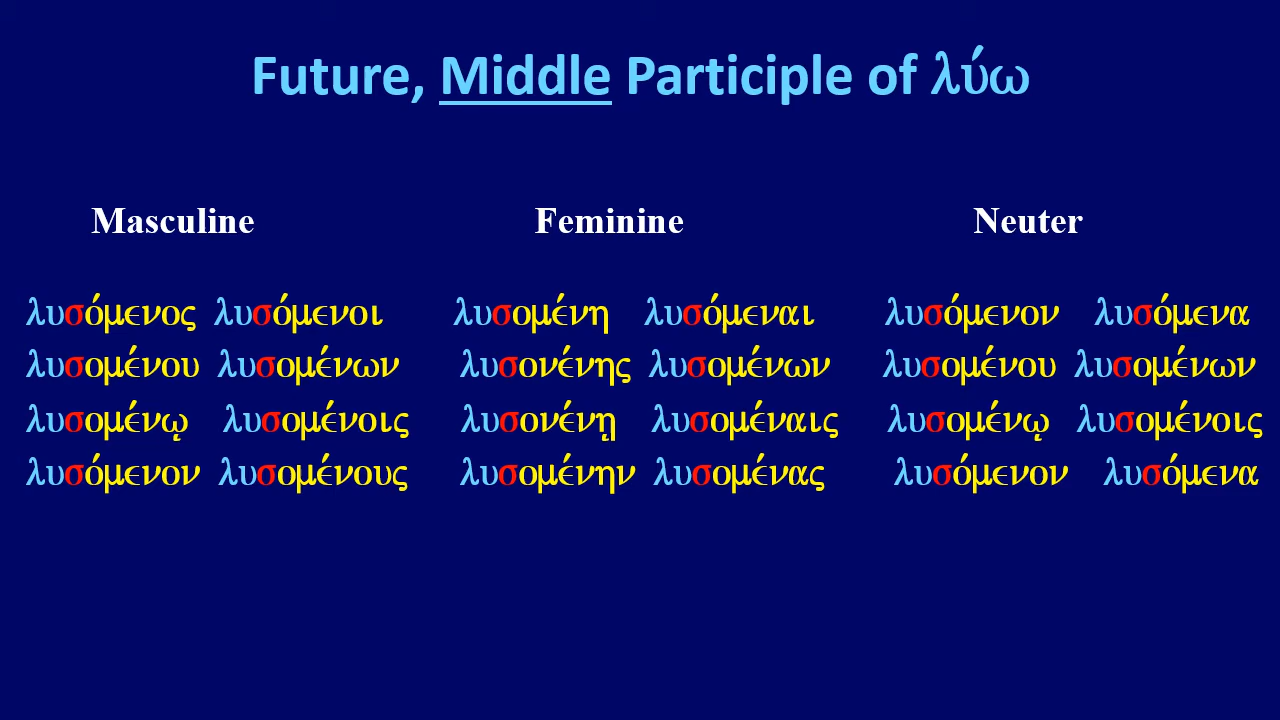 Future, Middle Participle of λύω
Masculine Feminine Neuter
λυσόμενος λυσόμενοι λυσομένη λυσόμεναι λυσόμενον λυσόμενα
λυσομένου λυσομένων λυσονένης λυσομένων λυσομένου λυσομένων
λυσομένῳ λυσομένοις λυσονένῃ λυσομέναις λυσομένῳ λυσομένοις
λυσόμενον λυσομένους λυσομένην λυσομένας λυσόμενον λυσόμενα